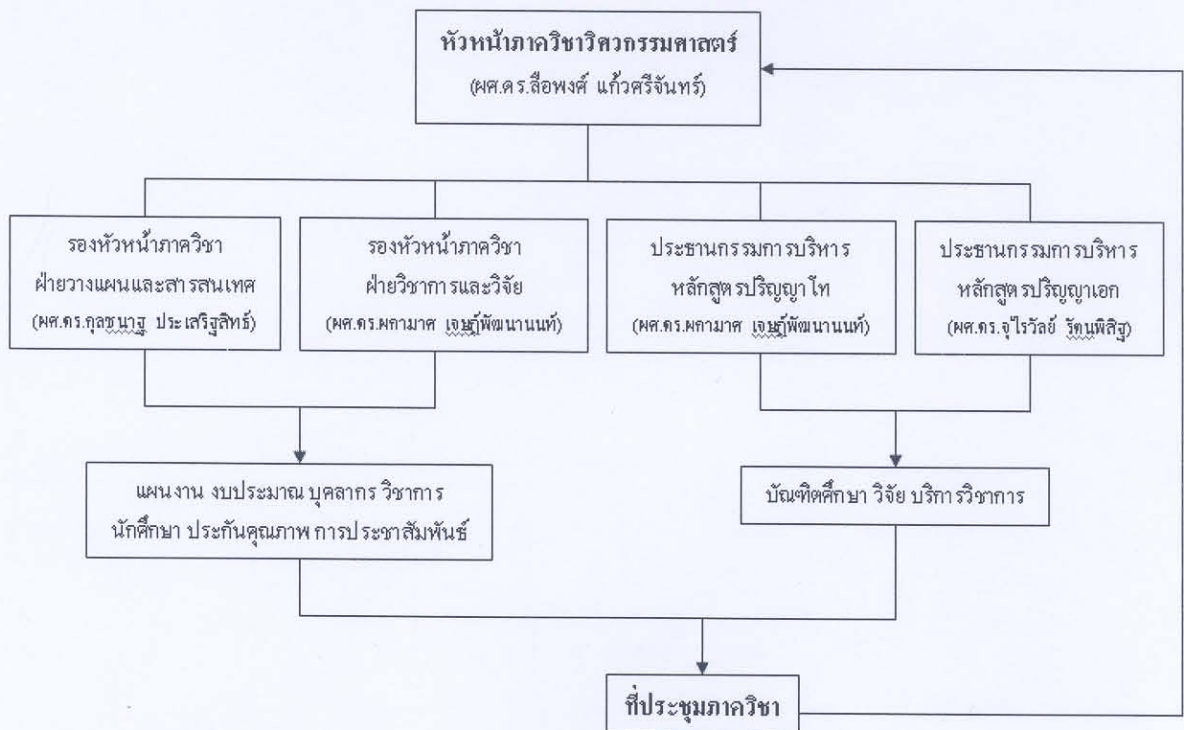 หัวหน้าภาควิชาวิศวกรรมศาสตร์
(ผศ.ดร.สือพงศ์ แก้วศรีจันทร์)
รองหัวหน้าภาควิชา
ฝ่ายวางแผนและสารสนเทศ
(ผศ.ดร.กุลชนาฐ ประเสริฐสิทธ์)
รองหัวหน้าภาควิชา
ฝ่ายวิชาการและวิจัย
(ผศ.ดร.ผกามาศ เจษฎ์พัฒนานนท์)
ประธานกรรมการบริหาร
หลักสูตรปริญญาโท
(ผศ.ดร.ผกามาศ เจษฎ์พัฒนานนท์)
ประธานกรรมการบริหาร
หลักสูตรปริญญาเอก
(ผศ.ดร.จุไรวัลย์ รัตนพิสิฐ)
แผนงาน งบประมาณ บุคลากร วิชาการ
นักศึกษา ประกันคุณภาพ การประชาสัมพันธ์
บัณฑิตศึกษา วิจัย บริการวิชาการ
ที่ประชุมภาควิชา